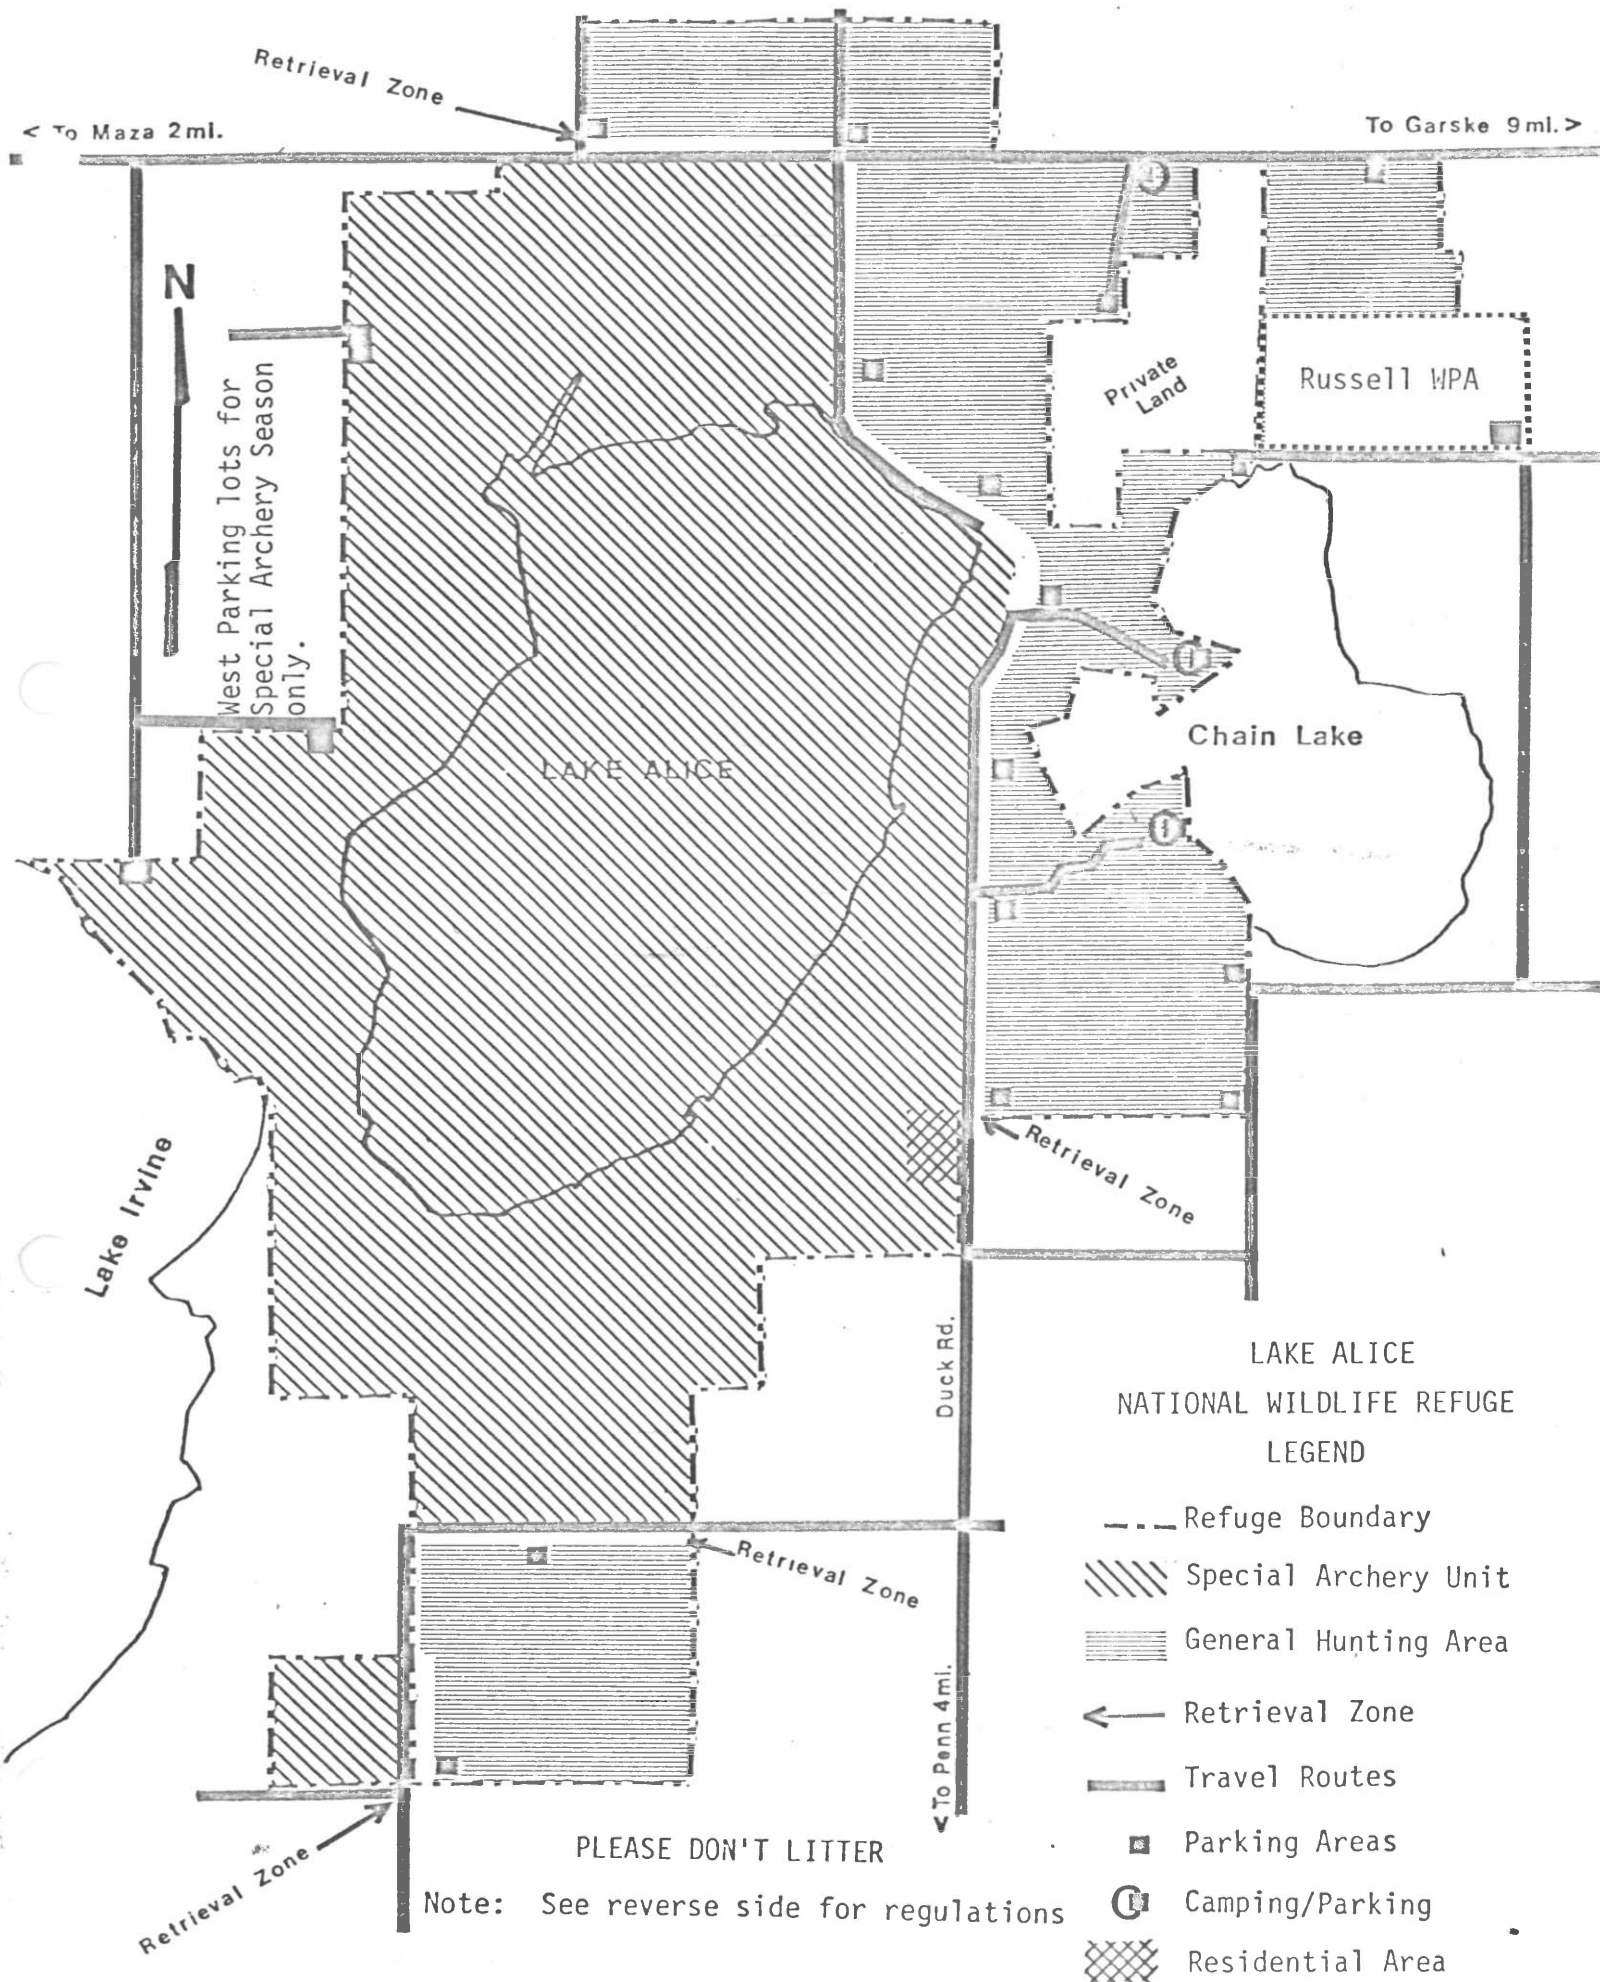 Retrieval Zone
< To Maza 2mi.
To Garske 9mi. >
N
West Parking lots for
Special Archery Season
only.
Private
Land
Russell WPA
LAKE ALICE
Chain Lake
Lake Irvine
Retrieval Zone
Duck Rd.
LAKE ALICE
NATIONAL WILDLIFE REFUGE
LEGEND
Refuge Boundary
Special Archery Unit
General Hunting Area
Retrieval Zone
Travel Routes
Parking Areas
Camping/Parking
Residential Area
Retrieval Zone
< To Penn 4mi.
Retrieval Zone
PLEASE DON'T LITTER
Note: See reverse side for regulations